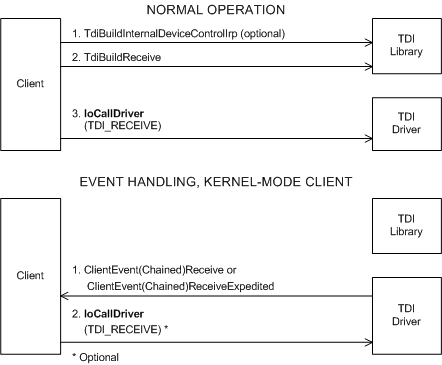 NORMAL OPERATION
1. TdiBuildInternalDeviceControlIrp (optional)
2. TdiBuildReceive
TDI
Library
Client
3. IoCallDriver
(TDI_RECEIVE)
TDI
Driver
EVENT HANDLING, KERNEL-MODE CLIENT
TDI
Library
Client
1. ClientEvent(Chained)Receive or
ClientEvent(Chained)ReceiveExpedited
2. IoCallDriver
(TDI_RECEIVE) *
TDI
Driver
* Optional